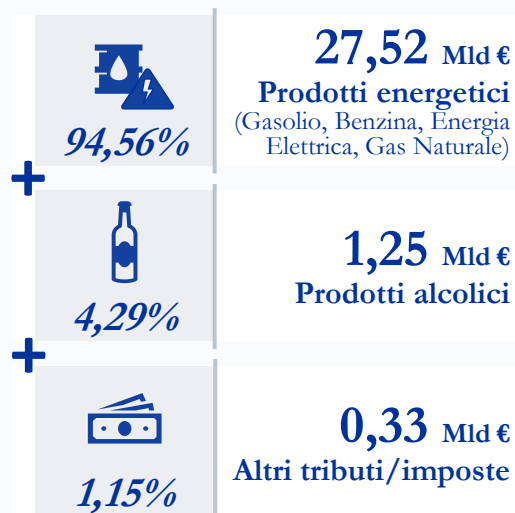 27,52 Mld €
Prodotti energetici
(Gasolio, Benzina, Energia
Elettrica, Gas Naturale)
94,56%
+
1,25 Mld €
Prodotti alcolici
4,29%
+
0,33 Mld €
Altri tributi/imposte
1,15%